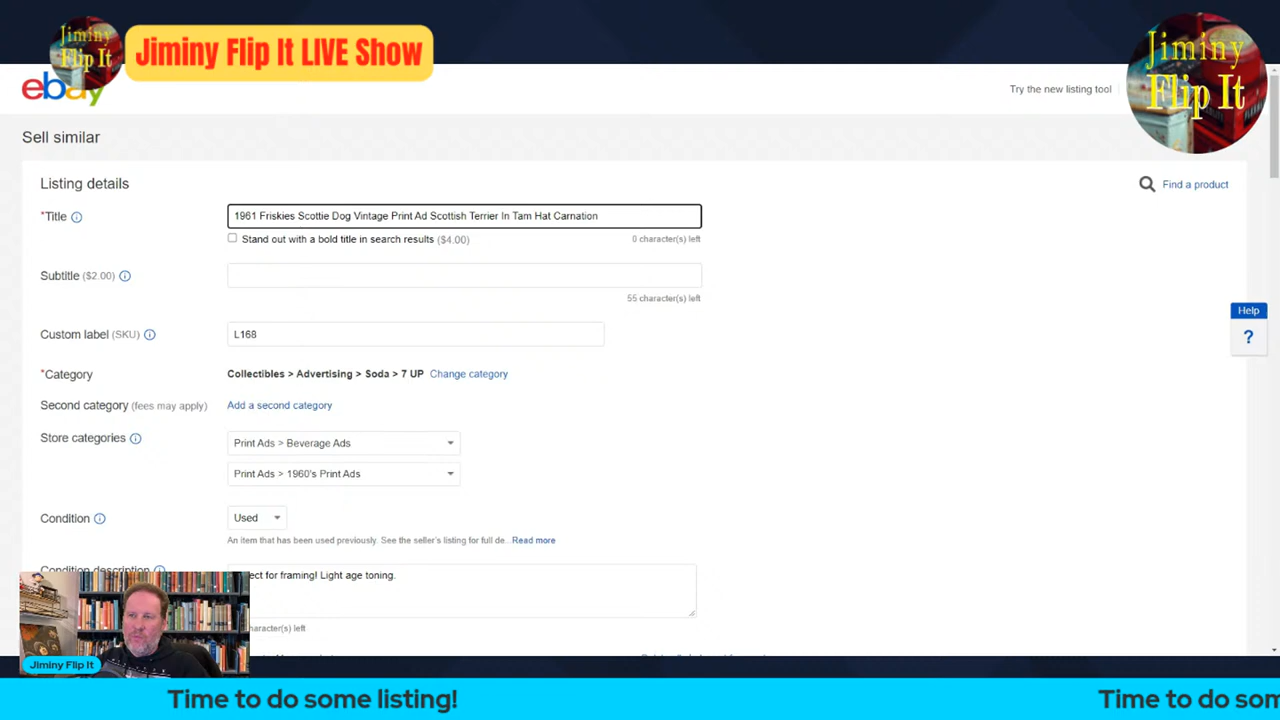 Jiminy
Flip It
Jiminy Flip It LIVE Show
Jiminy
Flip It
ebay
Try the new listing tool
Sell similar
Listing details
Find a product
*Title
1961 Friskies Scottie Dog Vintage Print Ad Scottish Terrier In Tam Hat Carnation
Stand out with a bold title in search results ($4.00)
0 character(s) left
Subtitle ($2.00)
55 character(s) left
Help
?
Custom label (SKU)
L168
*Category
Collectibles > Advertising > Soda > 7 UP Change category
Second category (fees may apply)
Add a second category
Store categories
Print Ads > Beverage Ads
Print Ads > 1960's Print Ads
Condition
Used
An item that has been used previously. See the seller's listing for full de... Read more
Condition description
ect for framing! Light age toning.
haracter(s) left
Jiminy Flip It
Time to do some listing!
Time to do som